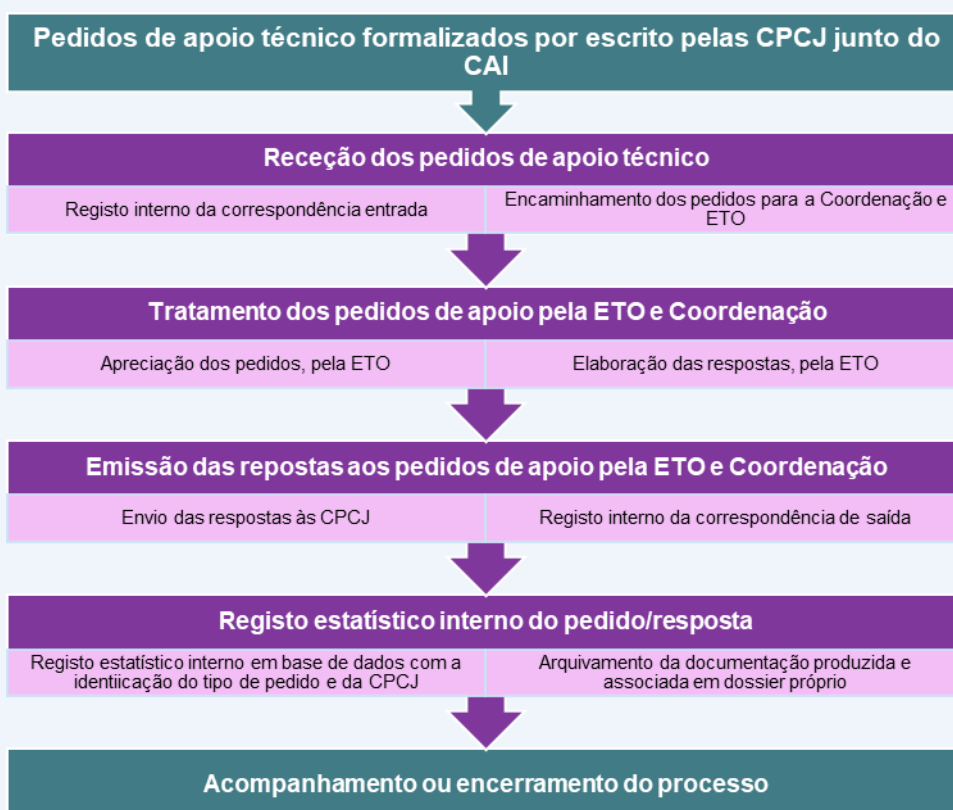 Pedidos de apoio técnico formalizados por escrito pelas CPCJ junto do
CAI
Receção dos pedidos de apoio técnico
Registo interno da correspondência entrada
Encaminhamento dos pedidos para a Coordenação e
ETO
Tratamento dos pedidos de apoio pela ETO e Coordenação
Apreciação dos pedidos, pela ETO
Elaboração das respostas, pela ETO
Emissão das repostas aos pedidos de apoio pela ETO e Coordenação
Envio das respostas às CPCJ
Registo interno da correspondência de saída
Registo estatístico interno do pedido/resposta
Registo estatístico interno em base de dados com a
identiicação do tipo de pedido e da CPCJ
Arquivamento da documentação produzida e
associada em dossier próprio
Acompanhamento ou encerramento do processo